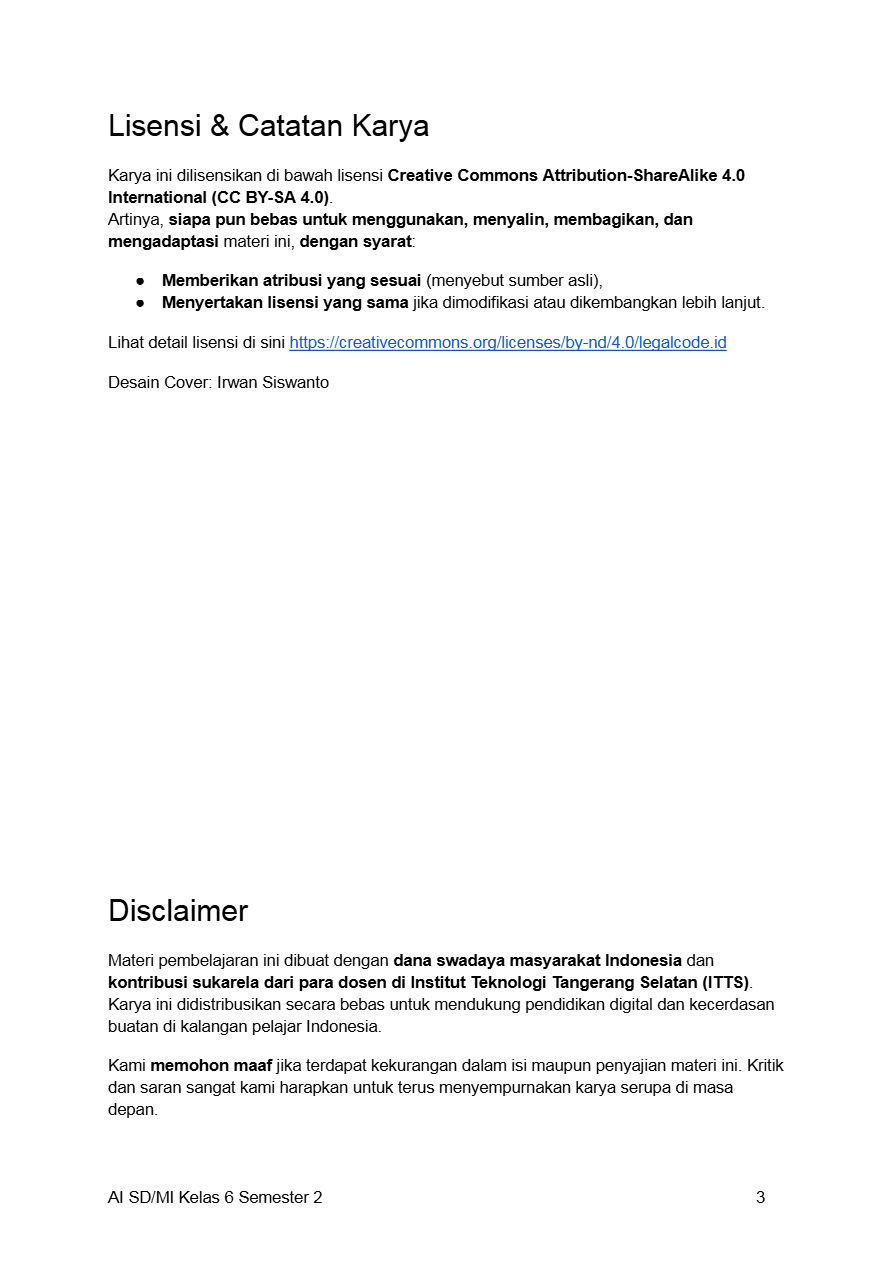 Lisensi & Catatan Karya
Karya ini dilisensikan di bawah lisensi Creative Commons Attribution-ShareAlike 4.0
International (CC BY-SA 4.0).
Artinya, siapa pun bebas untuk menggunakan, menyalin, membagikan, dan
mengadaptasi materi ini, dengan syarat:
● Memberikan atribusi yang sesuai (menyebut sumber asli),
● Menyertakan lisensi yang sama jika dimodifikasi atau dikembangkan lebih lanjut.
Lihat detail lisensi di sini https://creativecommons.org/licenses/by-nd/4.0/legalcode.id
Desain Cover: Irwan Siswanto
Disclaimer
Materi pembelajaran ini dibuat dengan dana swadaya masyarakat Indonesia dan
kontribusi sukarela dari para dosen di Institut Teknologi Tangerang Selatan (ITTS).
Karya ini didistribusikan secara bebas untuk mendukung pendidikan digital dan kecerdasan
buatan di kalangan pelajar Indonesia.
Kami memohon maaf jika terdapat kekurangan dalam isi maupun penyajian materi ini. Kritik
dan saran sangat kami harapkan untuk terus menyempurnakan karya serupa di masa
depan.
AI SD/MI Kelas 6 Semester 2 3